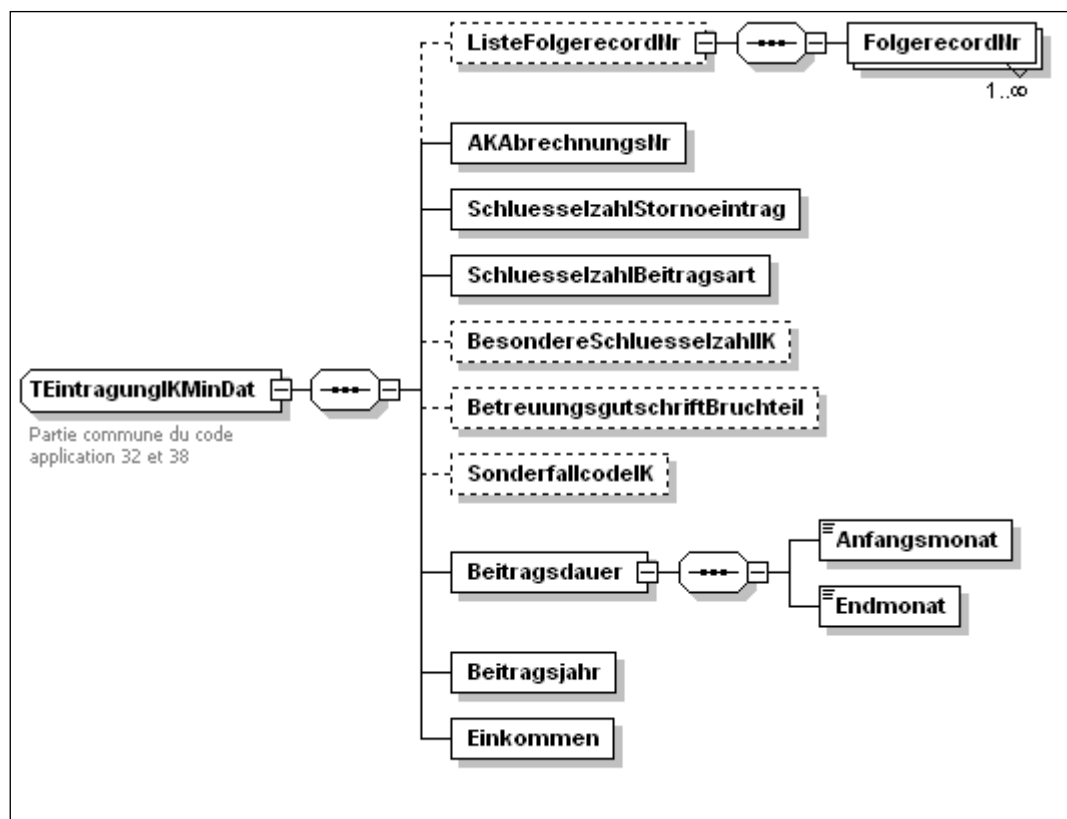 ListeFolgerecordNr
FolgerecordNr
1..∞
AKAbrechnungsNr
SchluesselzahlStornoeintrag
SchluesselzahlBeitragsart
BesondereSchluesselzahlIK
TEintragungIKMinDat
Partie commune du code
application 32 et 38
BetreuungsgutschriftBruchteil
SonderfallcodeIK
Beitragsdauer
Anfangsmonat
Endmonat
Beitragsjahr
Einkommen